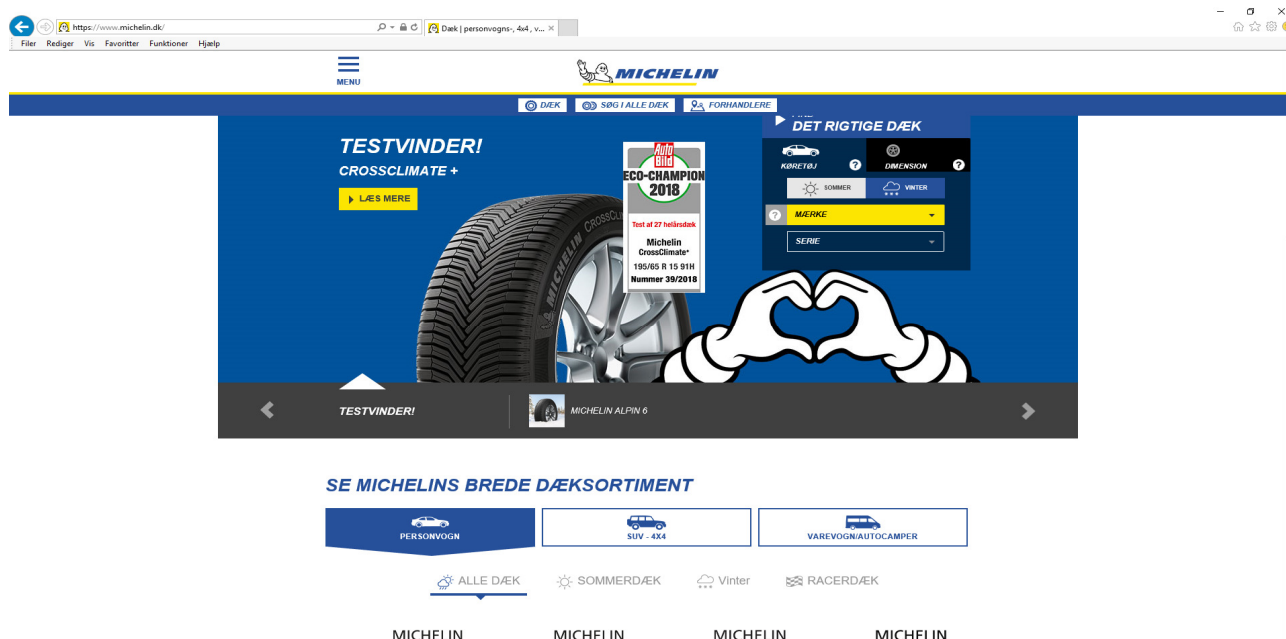 https://www.michelin.dk/
Dæk | personvogns-, 4x4 , v...
Filer Rediger Vis Favoritter Funktioner Hjælp
MENU
MICHELIN
DÆK SØG I ALLE DÆK FORHANDLERE
TESTVINDER!
CROSSCLIMATE +
LÆS MERE
MICHELIN
Auto
Bild
ECO-CHAMPION
2018
Test af 27 helårsdæk
Michelin
CrossClimate+
195/65 R 15 91H
Nummer 39/2018
DET RIGTIGE DÆK
KØRETØJ ? DIMENSION ?
SOMMER VINTER
? MÆRKE
SERIE
TESTVINDER! MICHELIN ALPIN 6
SE MICHELINS BREDE DÆKSORTIMENT
PERSONVOGN SUV - 4X4 VAREVOGN/AUTOCAMPER
ALLE DÆK SOMMERDÆK Vinter RACERDÆK
MICHELIN MICHELIN MICHELIN MICHELIN